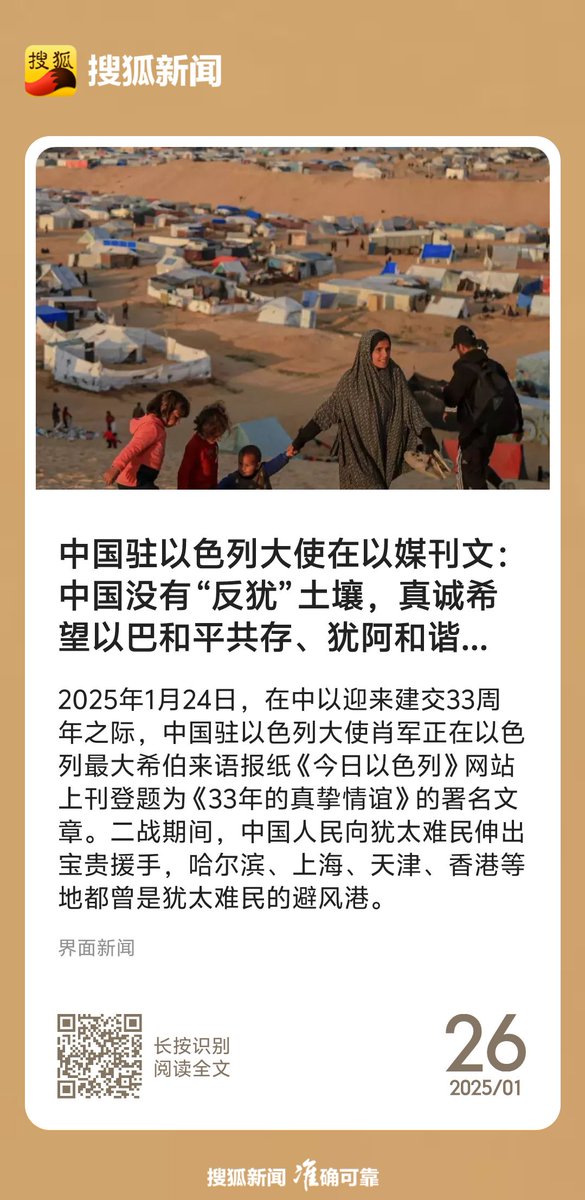 搜狐
搜狐新闻
中国驻以色列大使在以媒刊文：
中国没有“反犹”土壤，真诚希
望以巴和平共存、犹阿和谐...
2025年1月24日，在中以迎来建交33周
年之际，中国驻以色列大使肖军正在以色
列最大希伯来语报纸《今日以色列》网站
上刊登题为《33年的真挚情谊》的署名文
章。二战期间，中国人民向犹太难民伸出
宝贵援手，哈尔滨、上海、天津、香港等
地都曾是犹太难民的避风港。
界面新闻
长按识别
阅读全文
26
2025/01
搜狐新闻 准确可靠